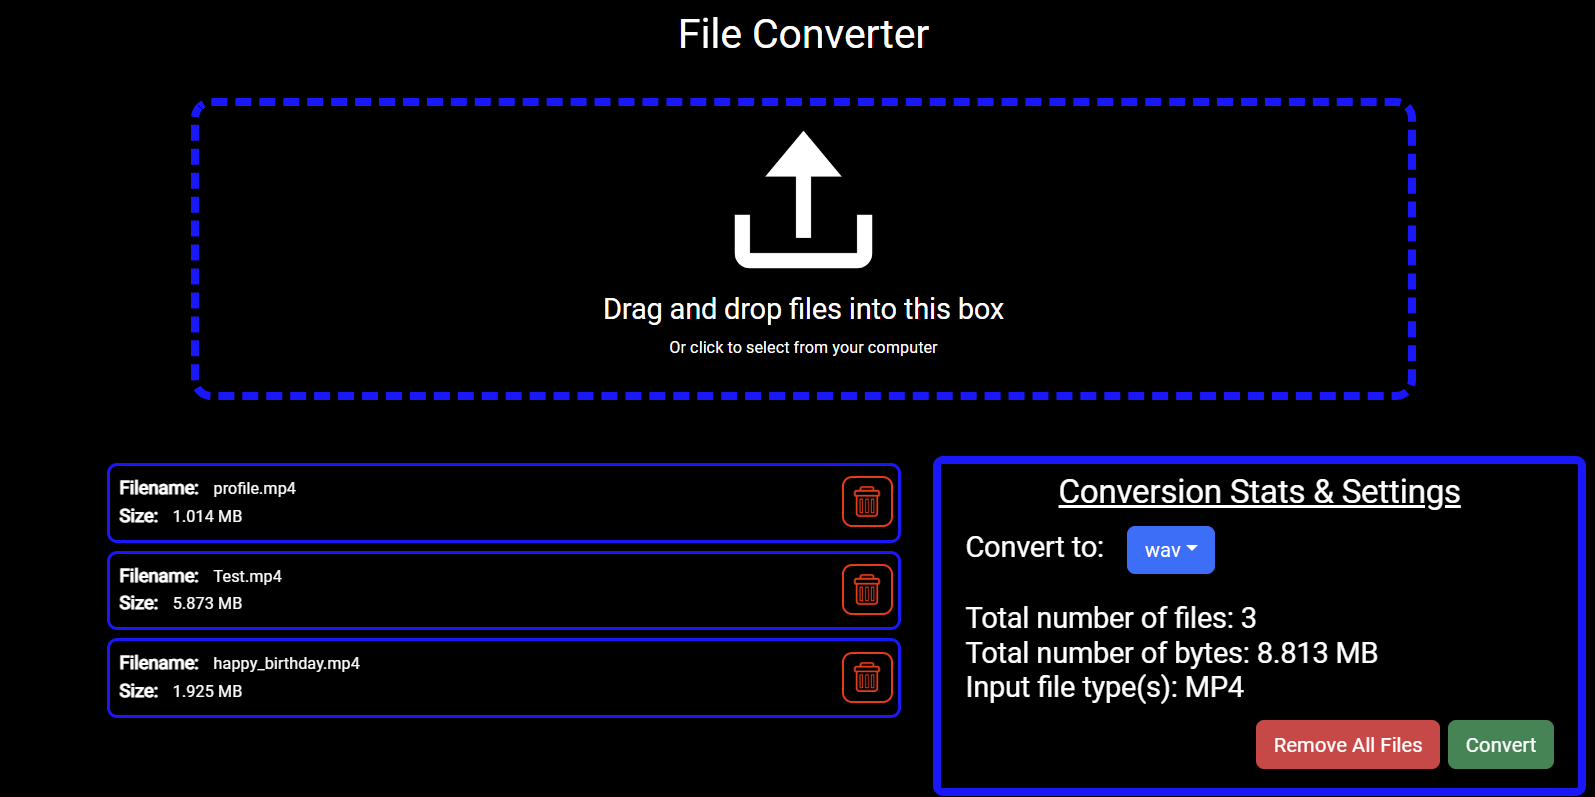 File Converter
Drag and drop files into this box
Or click to select from your computer
Filename: profile.mp4
Size: 1.014 MB
Filename: Test.mp4
Size: 5.873 MB
Filename: happy_birthday.mp4
Size: 1.925 MB
Conversion Stats & Settings
Convert to: wav
Total number of files: 3
Total number of bytes: 8.813 MB
Input file type(s): MP4
Remove All Files Convert